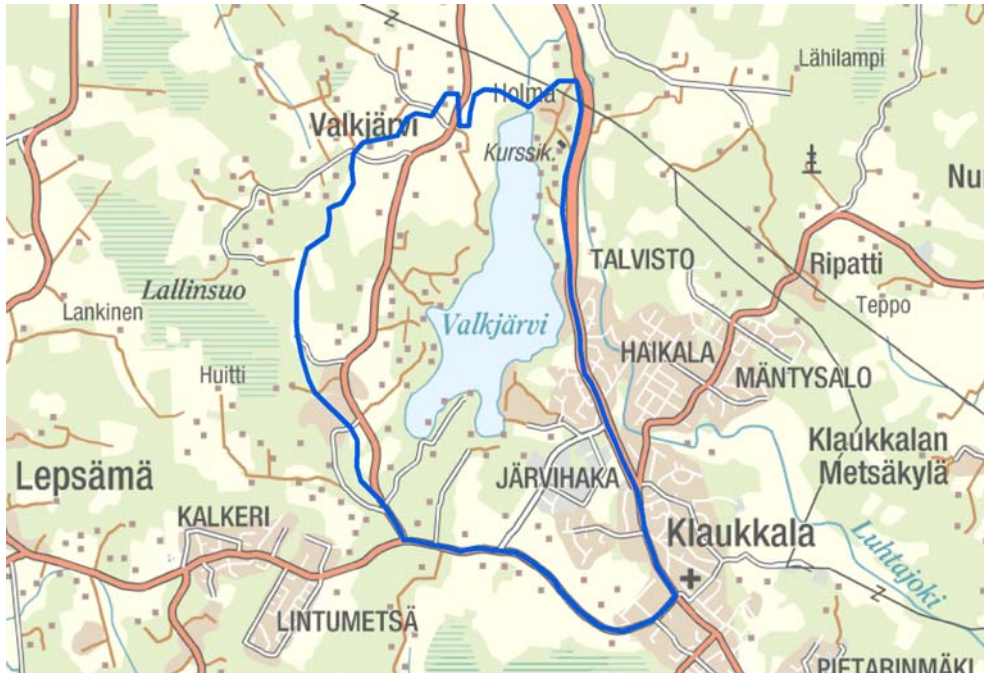 Lähilampi
Holma
Valkjärvi
Kurssik.
Nu
TALVISTO
Ripatti
Lallinsuo
Lankinen
Teppo
Valkjärvi
HAIKALA
Huitti
MÄNTYSALO
Klaukkalan
Metsäkylä
Lepsämä
JÄRVIHAKA
KALKERI
Klaukkala
Luhtajoki
LINTUMETSÄ
PIETARINMÄKI
Z
Z